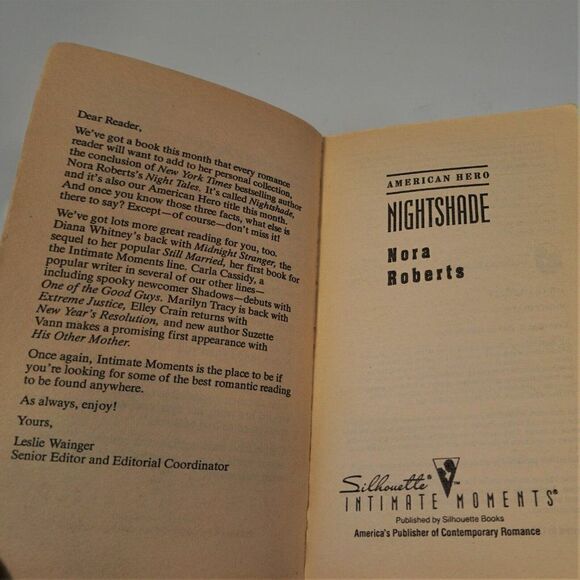 Dear Reader,
We've got a book this month that every romance
reader will want to add to her personal collection,
the conclusion of New York Times bestselling author
Nora Roberts's Night Tales. It's called Nightshade,
and it's also our American Hero title this month.
And once you know those three facts, what else is
there to say? Except—of course—don't miss it!
We've got lots more great reading for you, too.
Diana Whitney's back with Midnight Stranger, the
sequel to her popular Still Married, her first book for
the Intimate Moments line. Carla Cassidy, a
popular writer in several of our other lines—
including spooky newcomer Shadows—debuts with
One of the Good Guys. Marilyn Tracy is back with
Extreme Justice, Elley Crain returns with
New Year's Resolution, and new author Suzette
Vann makes a promising first appearance with
His Other Mother.
Once again, Intimate Moments is the place to be if
you're looking for some of the best romantic reading
to be found anywhere.
As always, enjoy!
Yours,
Leslie Wainger
Senior Editor and Editorial Coordinator
AMERICAN HERO
NIGHTSHADE
Nora
Roberts
Silhouette® ™
INTIMATE MOMENTS®
Published by Silhouette Books
America's Publisher of Contemporary Romance